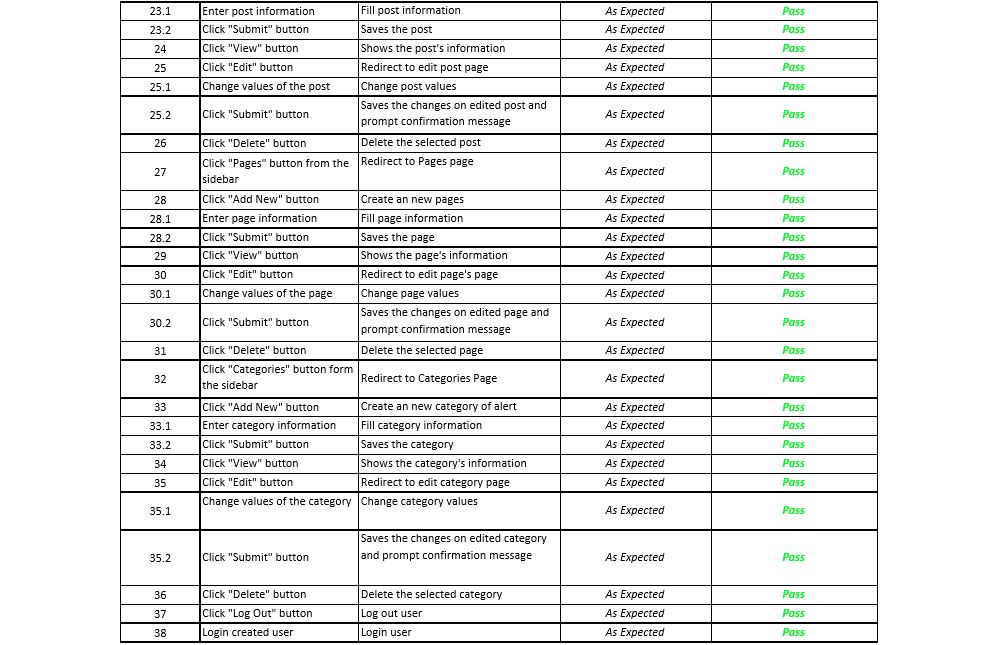 23.1 Enter post information Fill post information As Expected Pass
23.2 Click "Submit" button Saves the post As Expected Pass
24 Click "View" button Shows the post's information As Expected Pass
25 Click "Edit" button Redirect to edit post page As Expected Pass
25.1 Change values of the post Change post values As Expected Pass
25.2 Click "Submit" button Saves the changes on edited post and
prompt confirmation message As Expected Pass
26 Click "Delete" button Delete the selected post As Expected Pass
27 Click "Pages" button from the
sidebar Redirect to Pages page As Expected Pass
28 Click "Add New" button Create an new pages As Expected Pass
28.1 Enter page information Fill page information As Expected Pass
28.2 Click "Submit" button Saves the page As Expected Pass
29 Click "View" button Shows the page's information As Expected Pass
30 Click "Edit" button Redirect to edit page's page As Expected Pass
30.1 Change values of the page Change page values As Expected Pass
30.2 Click "Submit" button Saves the changes on edited page and
prompt confirmation message As Expected Pass
31 Click "Delete" button Delete the selected page As Expected Pass
32 Click "Categories" button form
the sidebar Redirect to Categories Page As Expected Pass
33 Click "Add New" button Create an new category of alert As Expected Pass
33.1 Enter category information Fill category information As Expected Pass
33.2 Click "Submit" button Saves the category As Expected Pass
34 Click "View" button Shows the category's information As Expected Pass
35 Click "Edit" button Redirect to edit category page As Expected Pass
35.1 Change values of the category Change category values As Expected Pass
35.2 Click "Submit" button Saves the changes on edited category
and prompt confirmation message As Expected Pass
36 Click "Delete" button Delete the selected category As Expected Pass
37 Click "Log Out" button Log out user As Expected Pass
38 Login created user Login user As Expected Pass